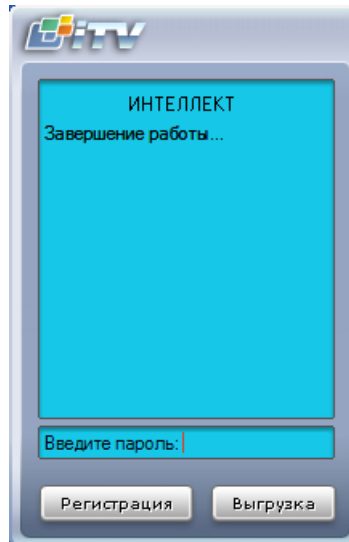 iTV
ИНТЕЛЛЕКТ
Завершение работы...
Введите пароль:
Регистрация
Выгрузка